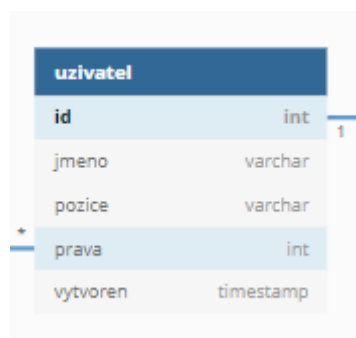 uzivatel
id int
1
jmeno varchar
pozice varchar
*
prava int
vytvoren timestamp